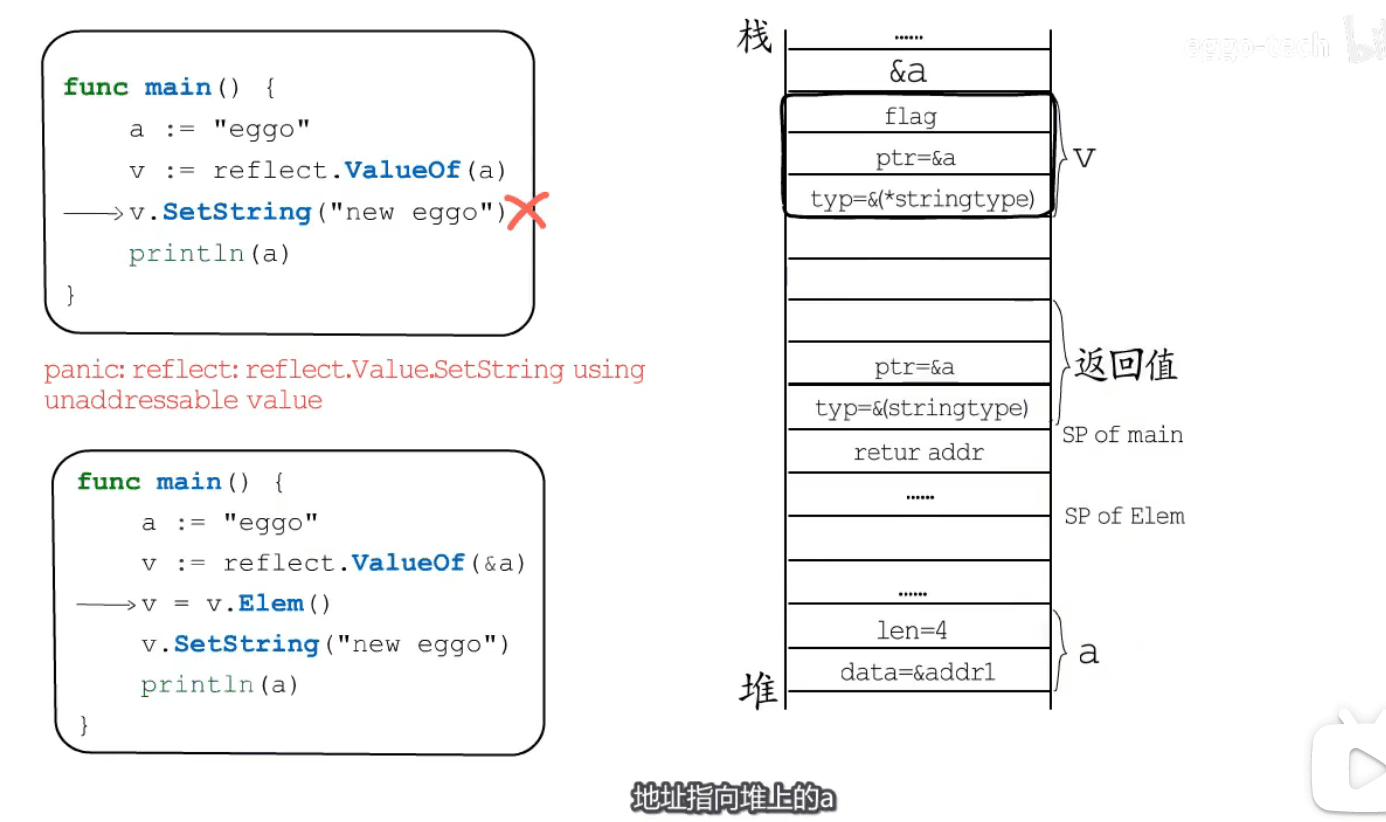 func main() {
a := "eggo"
v := reflect.ValueOf(a)
v.SetString("new eggo")
println(a)
}
panic: reflect: reflect.Value.SetString using
unaddressable value
func main() {
a := "eggo"
v := reflect.ValueOf(&a)
v = v.Elem()
v.SetString("new eggo")
println(a)
}
栈
......
&a
flag
ptr=&a
typ=&(*stringtype)
v
ptr=&a
typ=&(stringtype)
返回值
SP of main
retur addr
......
SP of Elem
......
len=4
data=&addr1
a
堆
eggo-tech
地址指向堆上的a